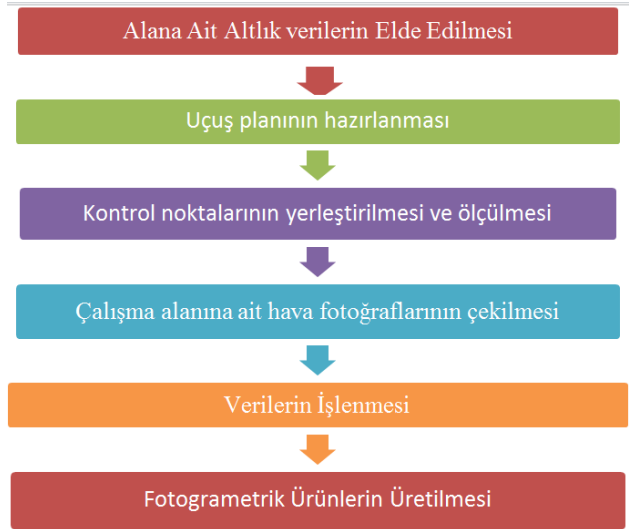 Alana Ait Altlık verilerin Elde Edilmesi
Uçuş planının hazırlanması
Kontrol noktalarının yerleştirilmesi ve ölçülmesi
Çalışma alanına ait hava fotoğraflarının çekilmesi
Verilerin İşlenmesi
Fotogrametrik Ürünlerin Üretilmesi